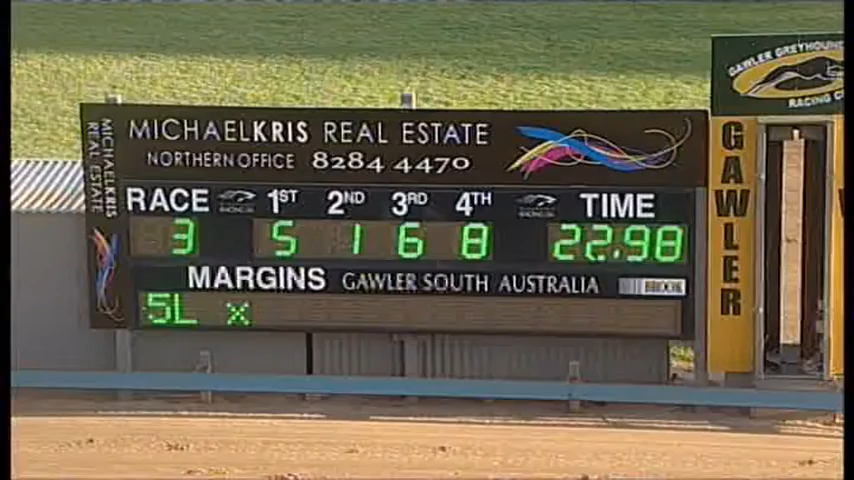 GAWLER GREYHOUND
RACING C
MICHAELKRIS REAL ESTATE
NORTHERN OFFICE 8284 4470
MICHAELKRIS
REAL ESTATE
RACE 1ST 2ND 3RD 4TH TIME
3 5 1 6 8 22.98
MARGINS GAWLER SOUTH AUSTRALIA
5L X
GAWLER